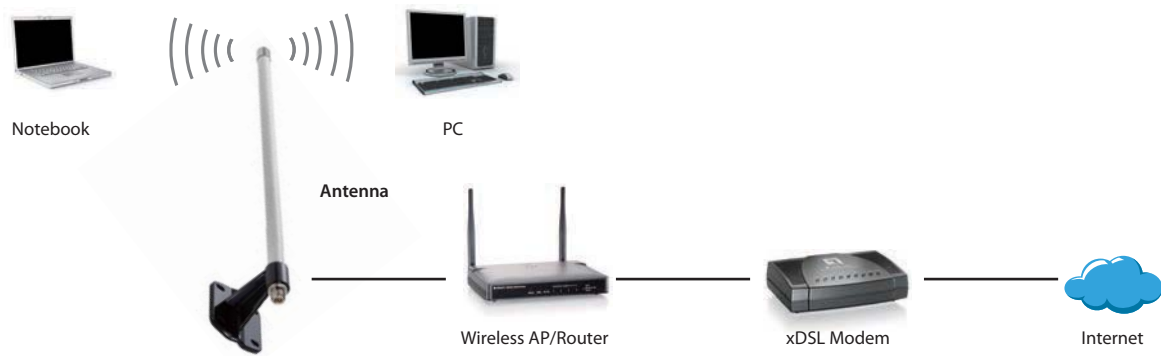 Notebook
PC
Antenna
Wireless AP/Router
xDSL Modem
Internet